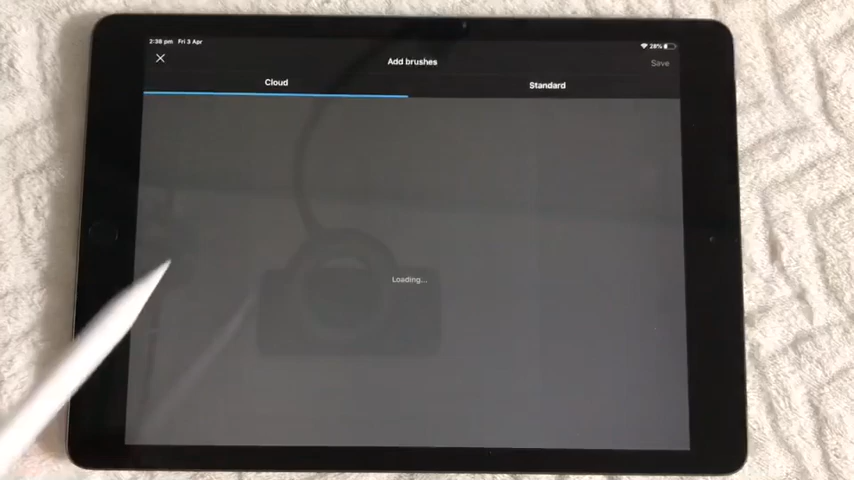 2:38 pm Fri 3 Apr
28%
Add brushes
Save
Cloud
Standard
Loading...